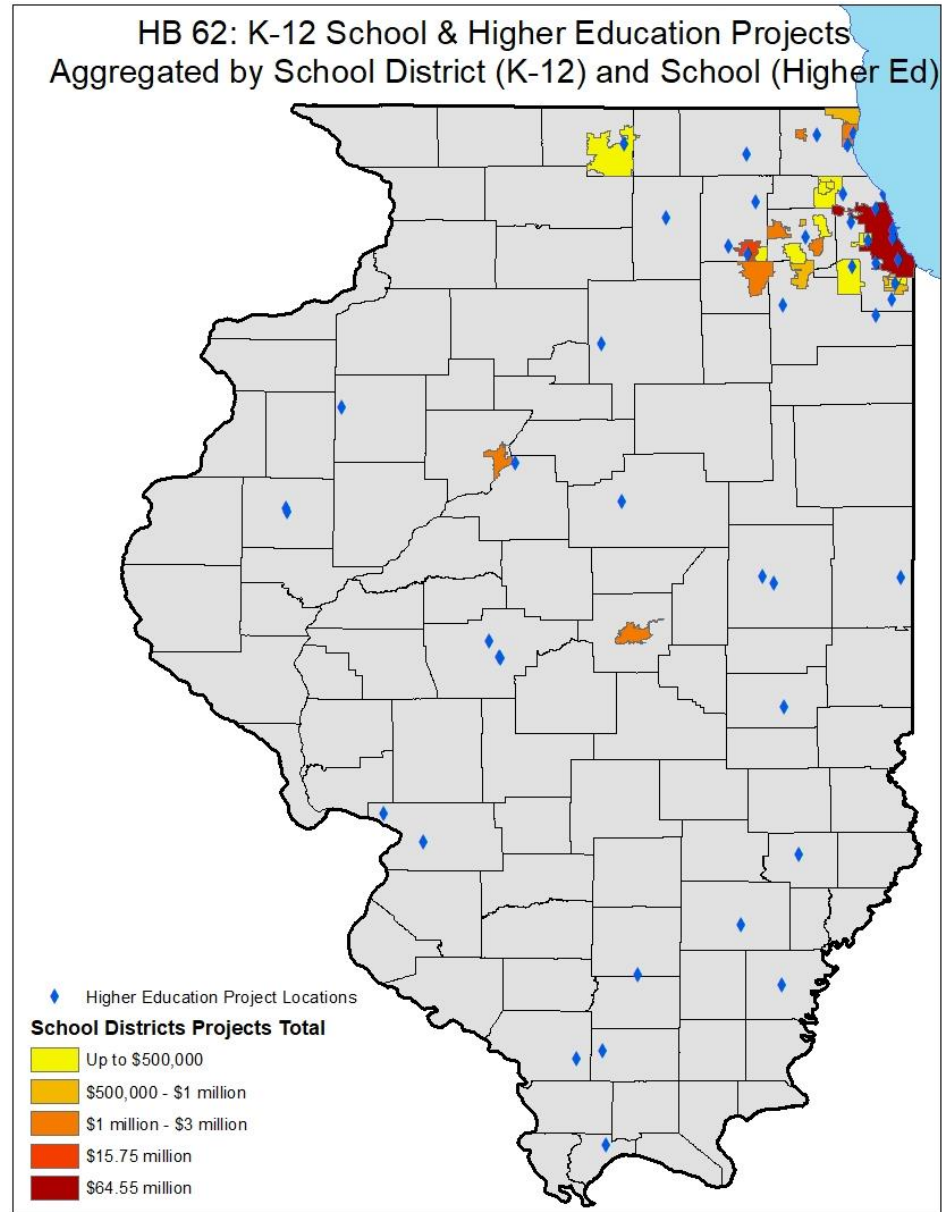 HB 62: K-12 School & Higher Education Projects
Aggregated by School District (K-12) and School (Higher Ed)
Higher Education Project Locations
School Districts Projects Total
Up to $500,000
$500,000 - $1 million
$1 million - $3 million
$15.75 million
$64.55 million